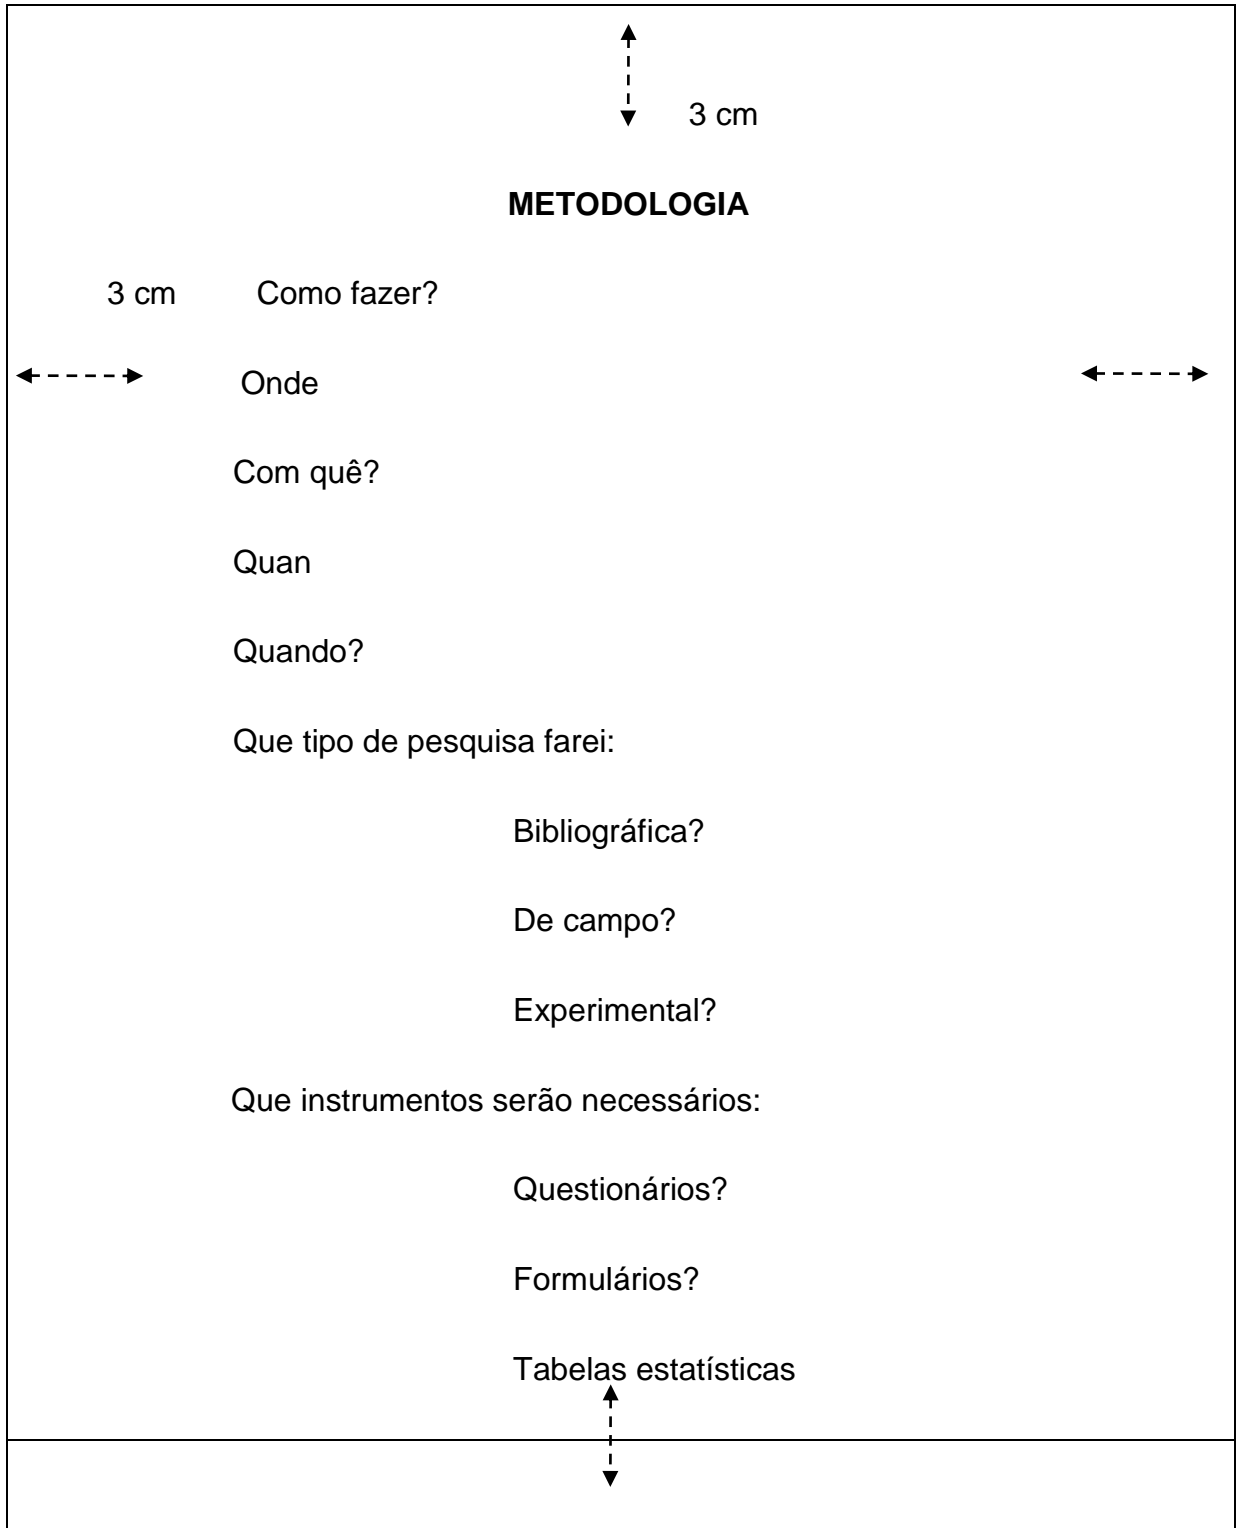 3 cm
METODOLOGIA
3 cm Como fazer?
Onde
Com quê?
Quan
Quando?
Que tipo de pesquisa farei:
Bibliográfica?
De campo?
Experimental?
Que instrumentos serão necessários:
Questionários?
Formulários?
Tabelas estatísticas